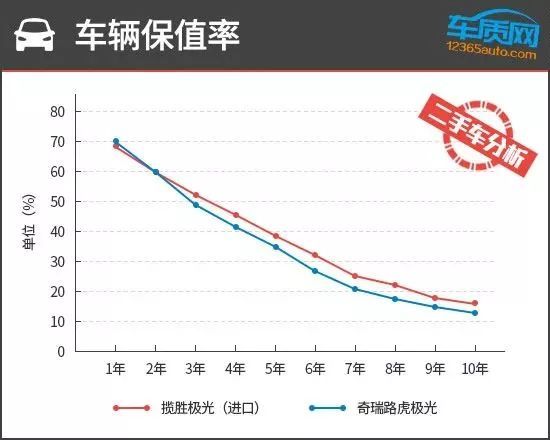 车辆保值率
车质网
12365auto.com
二手车分析
单位（%）
80
70
60
50
40
30
20
10
0
1年 2年 3年 4年 5年 6年 7年 8年 9年 10年
揽胜极光（进口） 奇瑞路虎极光